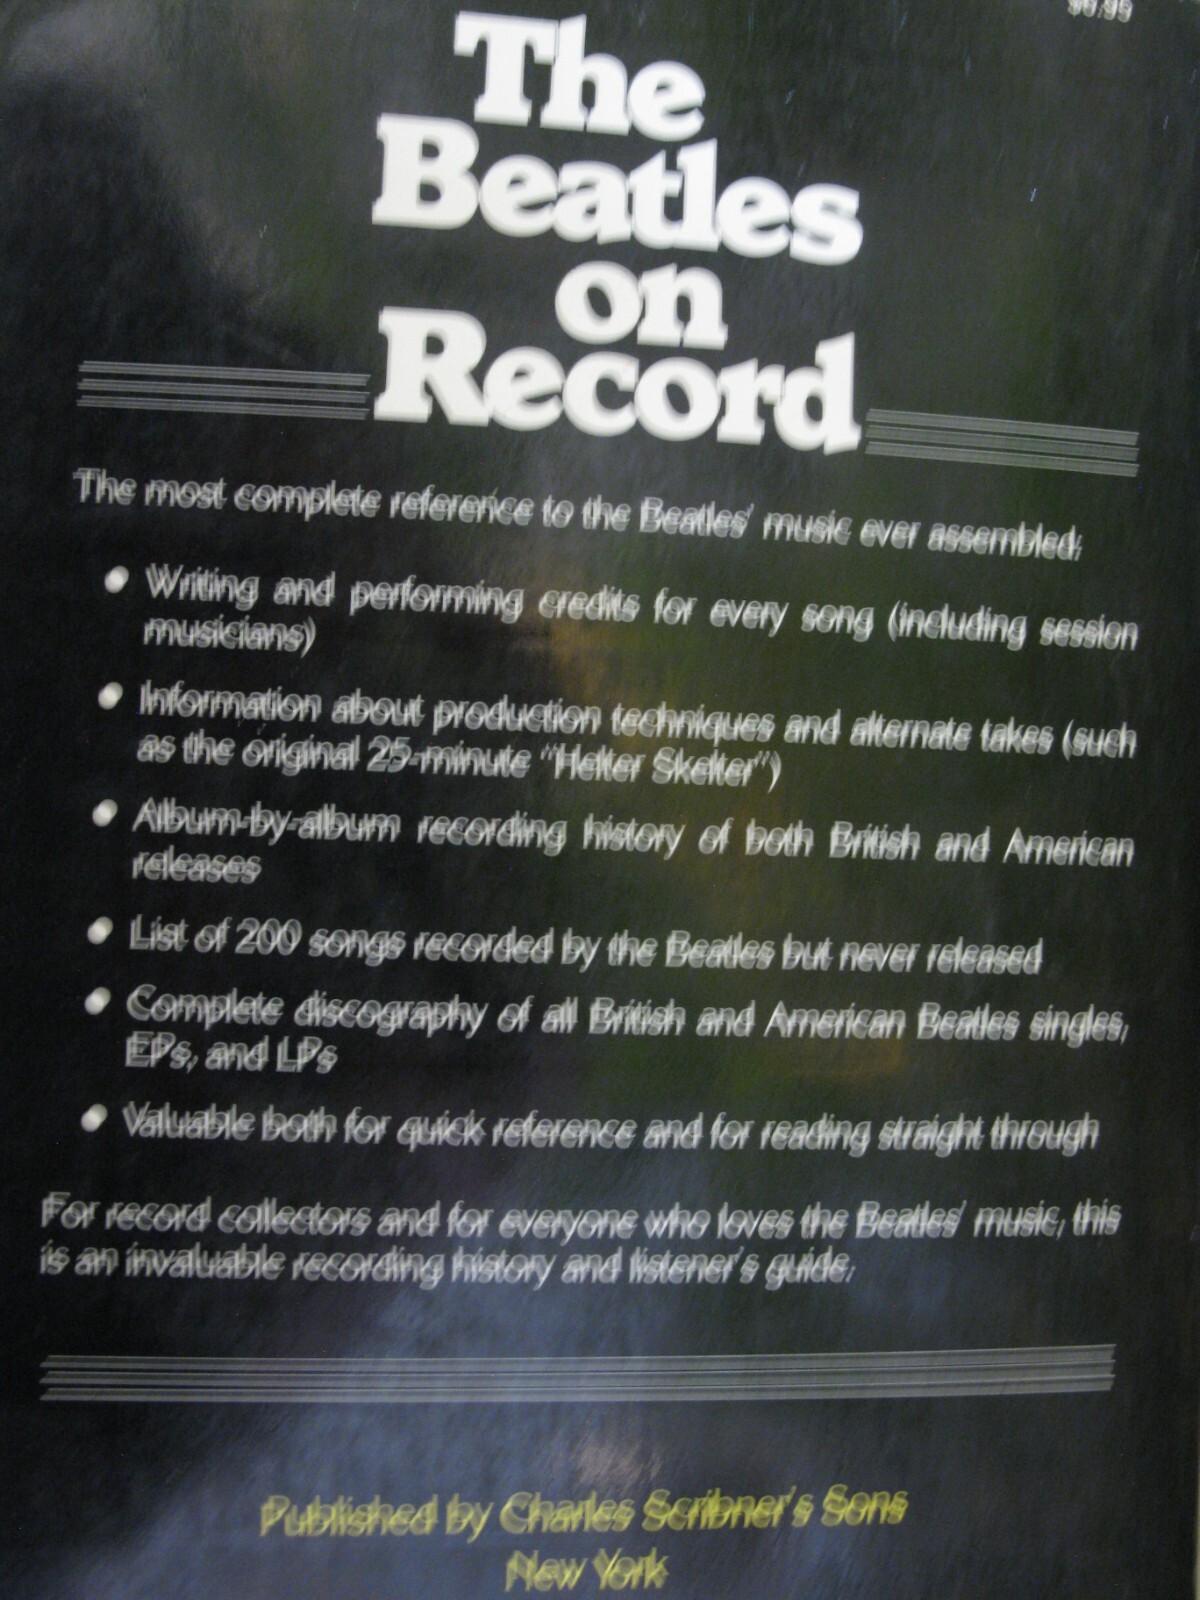 The
Beatles
on
Record
The most complete reference to the Beatles' music ever assembled:
• Writing and performing credits for every song (including session
musicians)
• Information about production techniques and alternate takes (such
as the original 25-minute "Helter Skelter")
• Album-by-album recording history of both British and American
releases
• List of 200 songs recorded by the Beatles but never released
• Complete discography of all British and American Beatles singles,
EPs, and LPs
• Valuable both for quick reference and for reading straight through
For record collectors and for everyone who loves the Beatles' music, this
is an invaluable recording history and listener's guide.
Published by Charles Scribner's Sons
New York